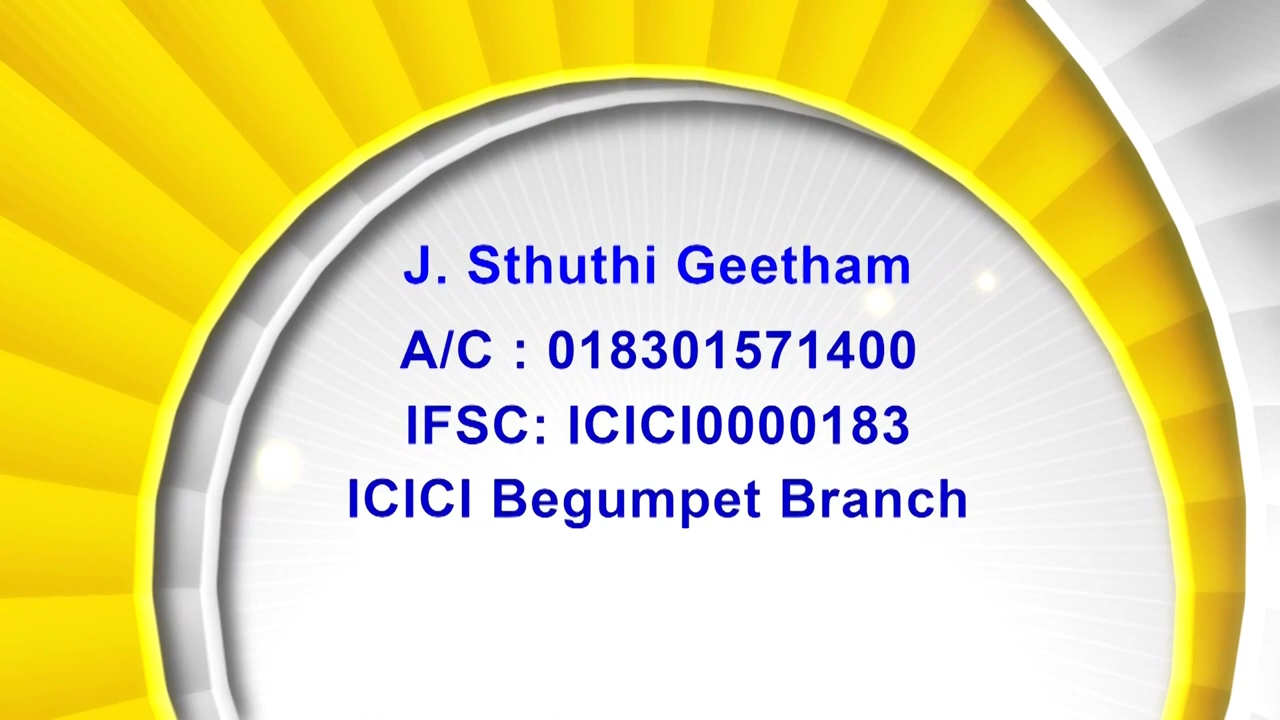 J. Sthuthi Geetham
A/C : 018301571400
IFSC: ICICI0000183
ICICI Begumpet Branch